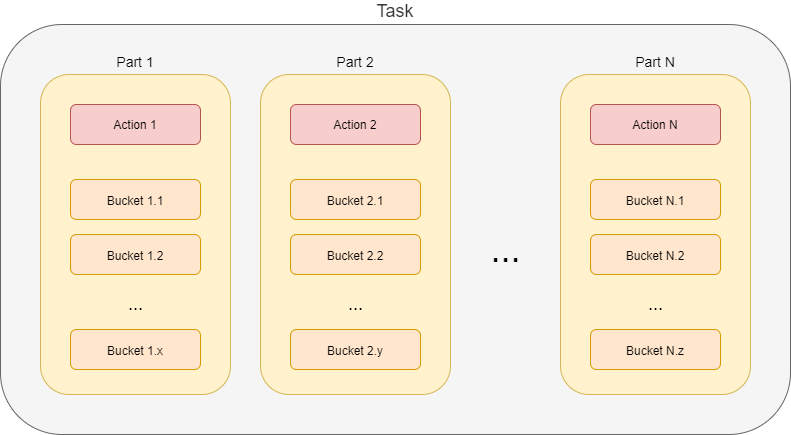 Task
Part 1
Part 2
Part N
Action 1
Action 2
Action N
Bucket 1.1
Bucket 2.1
Bucket N.1
Bucket 1.2
Bucket 2.2
Bucket N.2
...
...
...
...
Bucket 1.x
Bucket 2.y
Bucket N.z